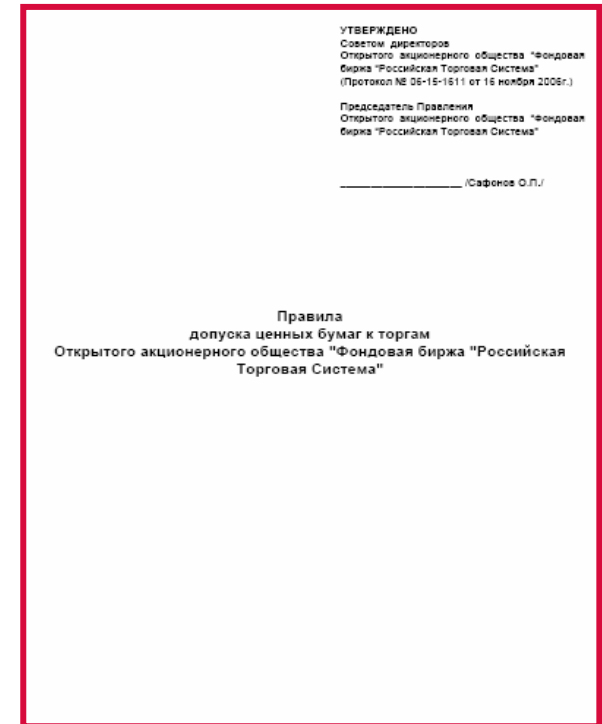 УТВЕРЖДЕНО
Советом директоров
Открытого акционерного общества "Фондовая
биржа "Российская Торговая Система"
(Протокол № 06-15-1611 от 16 ноября 2006г.)
Председатель Правления
Открытого акционерного общества "Фондовая
биржа "Российская Торговая Система"
____________________ /Сафонов О.П./
Правила
допуска ценных бумаг к торгам
Открытого акционерного общества "Фондовая биржа "Российская
Торговая Система"